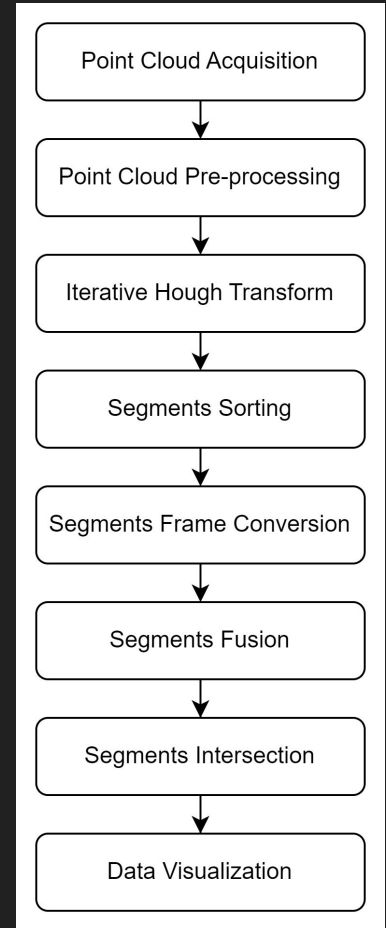 Point Cloud Acquisition
Point Cloud Pre-processing
Iterative Hough Transform
Segments Sorting
Segments Frame Conversion
Segments Fusion
Segments Intersection
Data Visualization